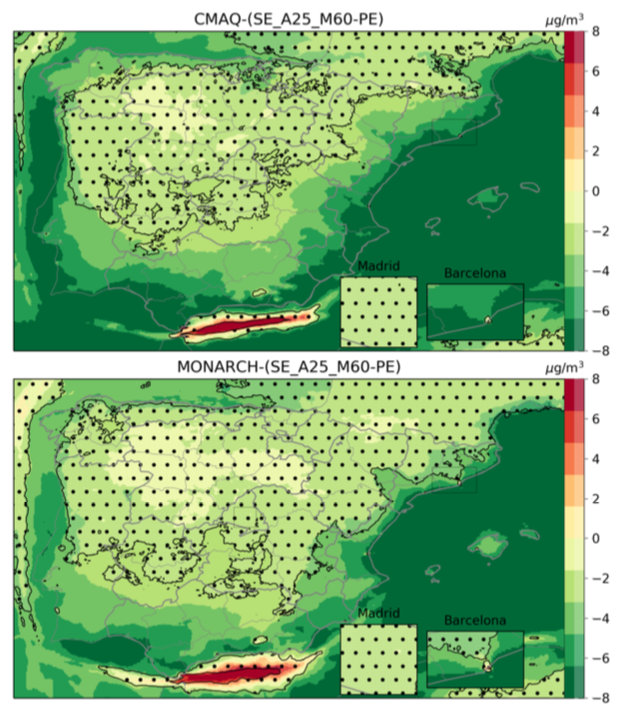 CMAQ-(SE_A25_M60-PE)
μg/m³
8
6
4
2
0
−2
−4
−6
−8
Madrid
Barcelona
MONARCH-(SE_A25_M60-PE)
μg/m³
8
6
4
2
0
−2
−4
−6
−8
Madrid
Barcelona